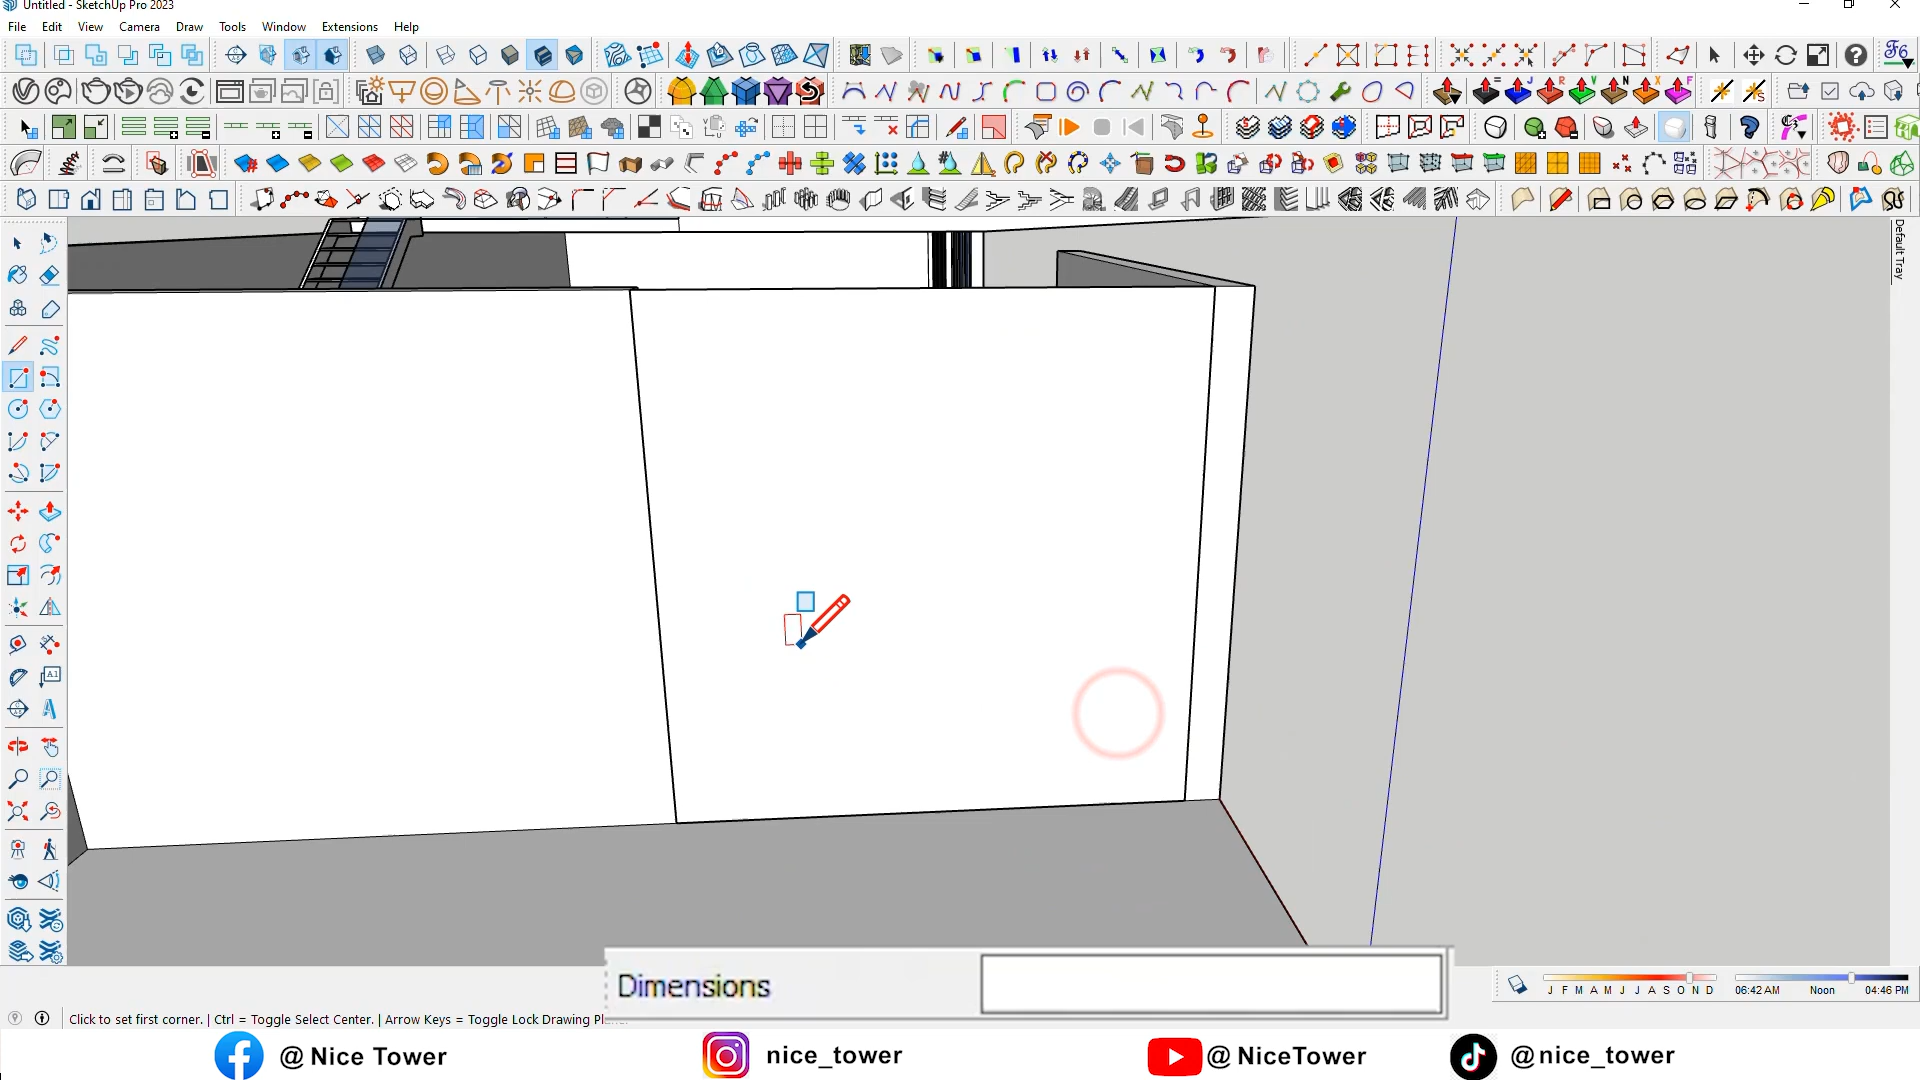 Untitled - SketchUp Pro 2023
File Edit View Camera Draw Tools Window Extensions Help
Default Tray
Dimensions
J F M A M J J A S O N D
06:42 AM Noon 04:46 PM
Click to set first corner. | Ctrl = Toggle Select Center. | Arrow Keys = Toggle Lock Drawing
@ Nice Tower
nice_tower
@ NiceTower
@nice_tower